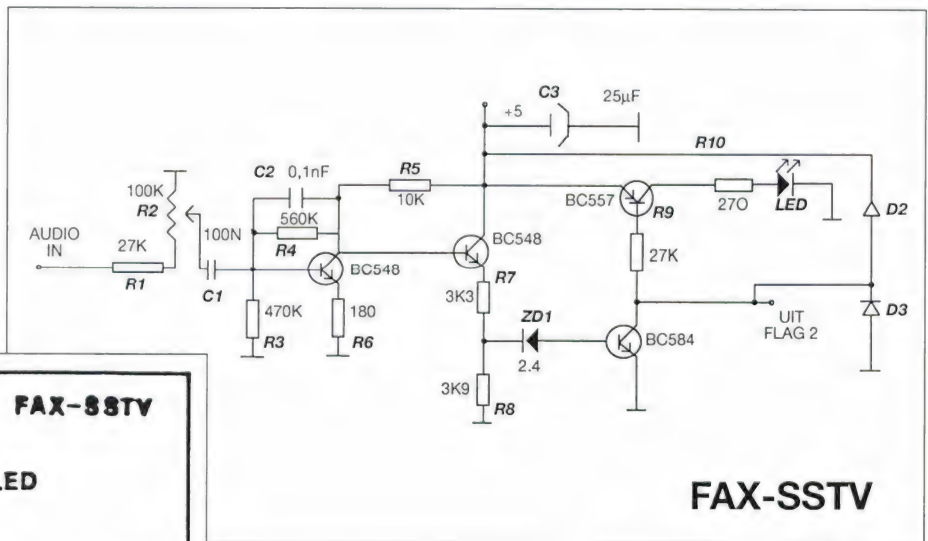 C3
25µF
+5
R10
C2
0,1nF
R5
10K
100K
R2
560K
R4
100N
BC557
R9
27O
LED
D2
AUDIO
IN
27K
R1
C1
BC548
BC548
R7
3K3
27K
470K
R3
180
R6
ZD1
2.4
BC584
UIT
FLAG 2
D3
3K9
R8
FAX-SSTV
FAX-SSTV
LED